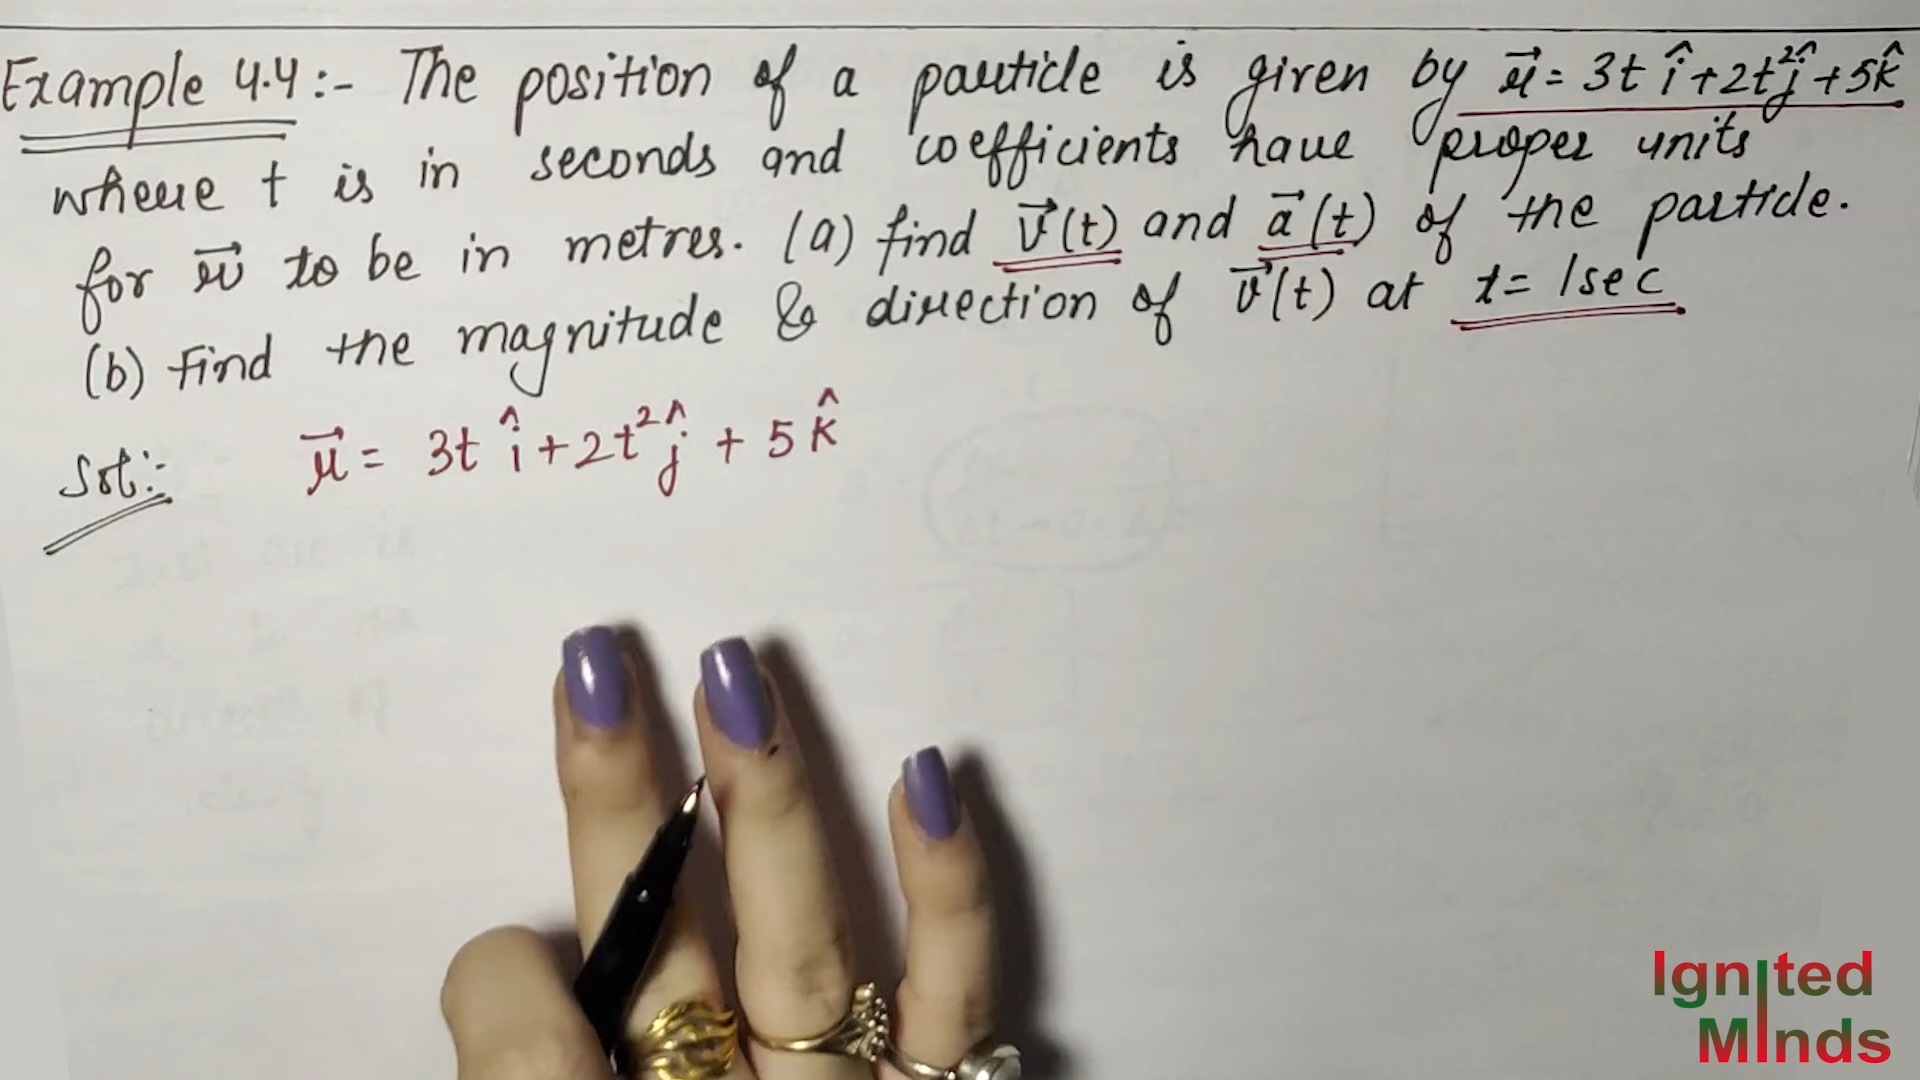 Example 4.4:- The position of a particle is given by r⃗ = 3t î + 2t²ĵ + 5k̂
where t is in seconds and coefficients have proper units
for r⃗ to be in metres. (a) find v⃗(t) and a⃗(t) of the particle.
(b) Find the magnitude & direction of v⃗(t) at t= 1sec
Sol:- r⃗ = 3t î + 2t²ĵ + 5 k̂
Ignited
Minds